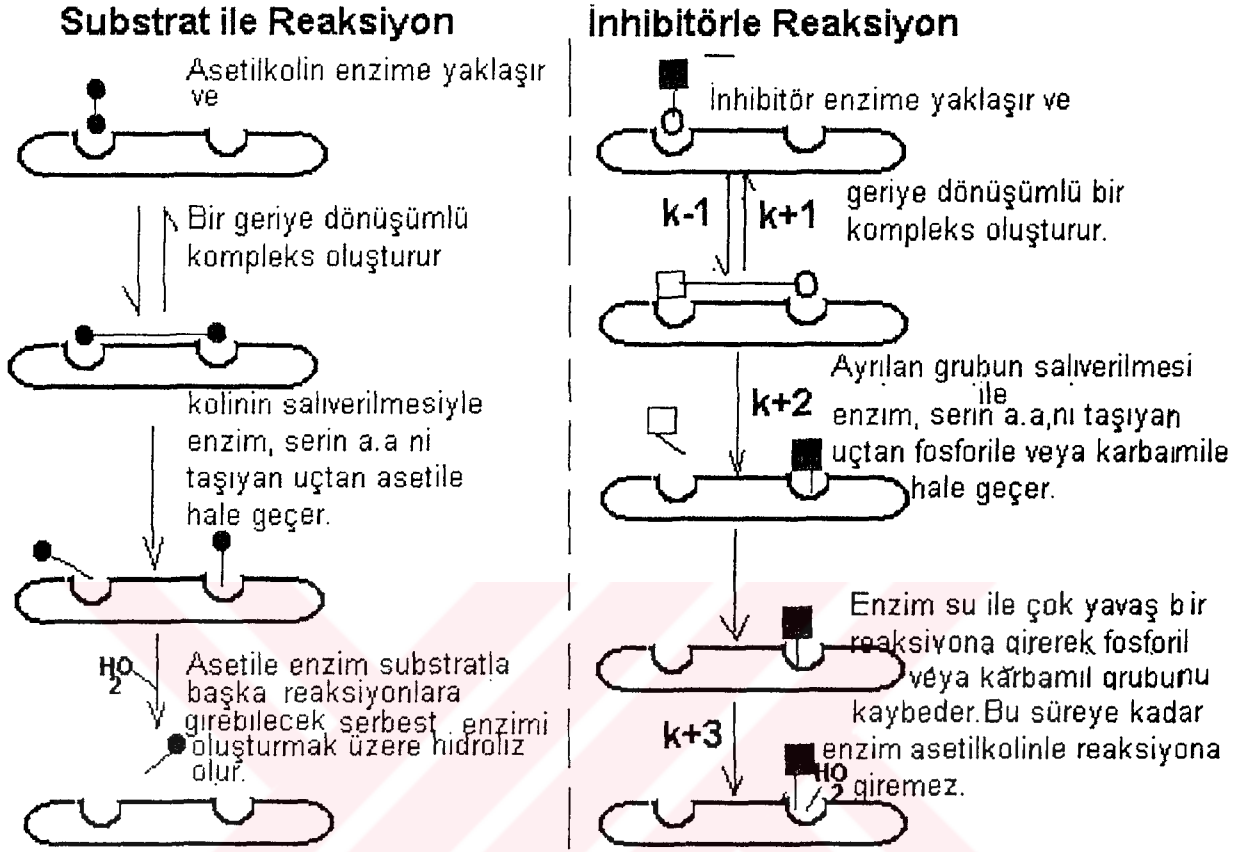 Substrat ile Reaksiyon
Asetilkolin enzime yaklaşır
ve
Bir geriye dönüşümlü
kompleks oluşturur
kolinin salıverilmesiyle
enzim, serin a.a ni
taşıyan uçtan asetile
hale geçer.
H2O
Asetile enzim substratla
başka reaksiyonlara
girebilecek serbest enzimi
oluşturmak üzere hidroliz
olur.
İnhibitörle Reaksiyon
İnhibitör enzime yaklaşır ve
k-1 k+1
geriye dönüşümlü bir
kompleks oluşturur.
k+2
Ayrılan grubun salıverilmesi
ile
enzim, serin a.a,nı taşıyan
uçtan fosforile veya karbamile
hale geçer.
Enzim su ile çok yavaş bir
reaksiyona girerek fosforil
veya karbamil grubunu
kaybeder.Bu süreye kadar
k+3
enzim asetilkolinle reaksiyona
H2O
giremez.